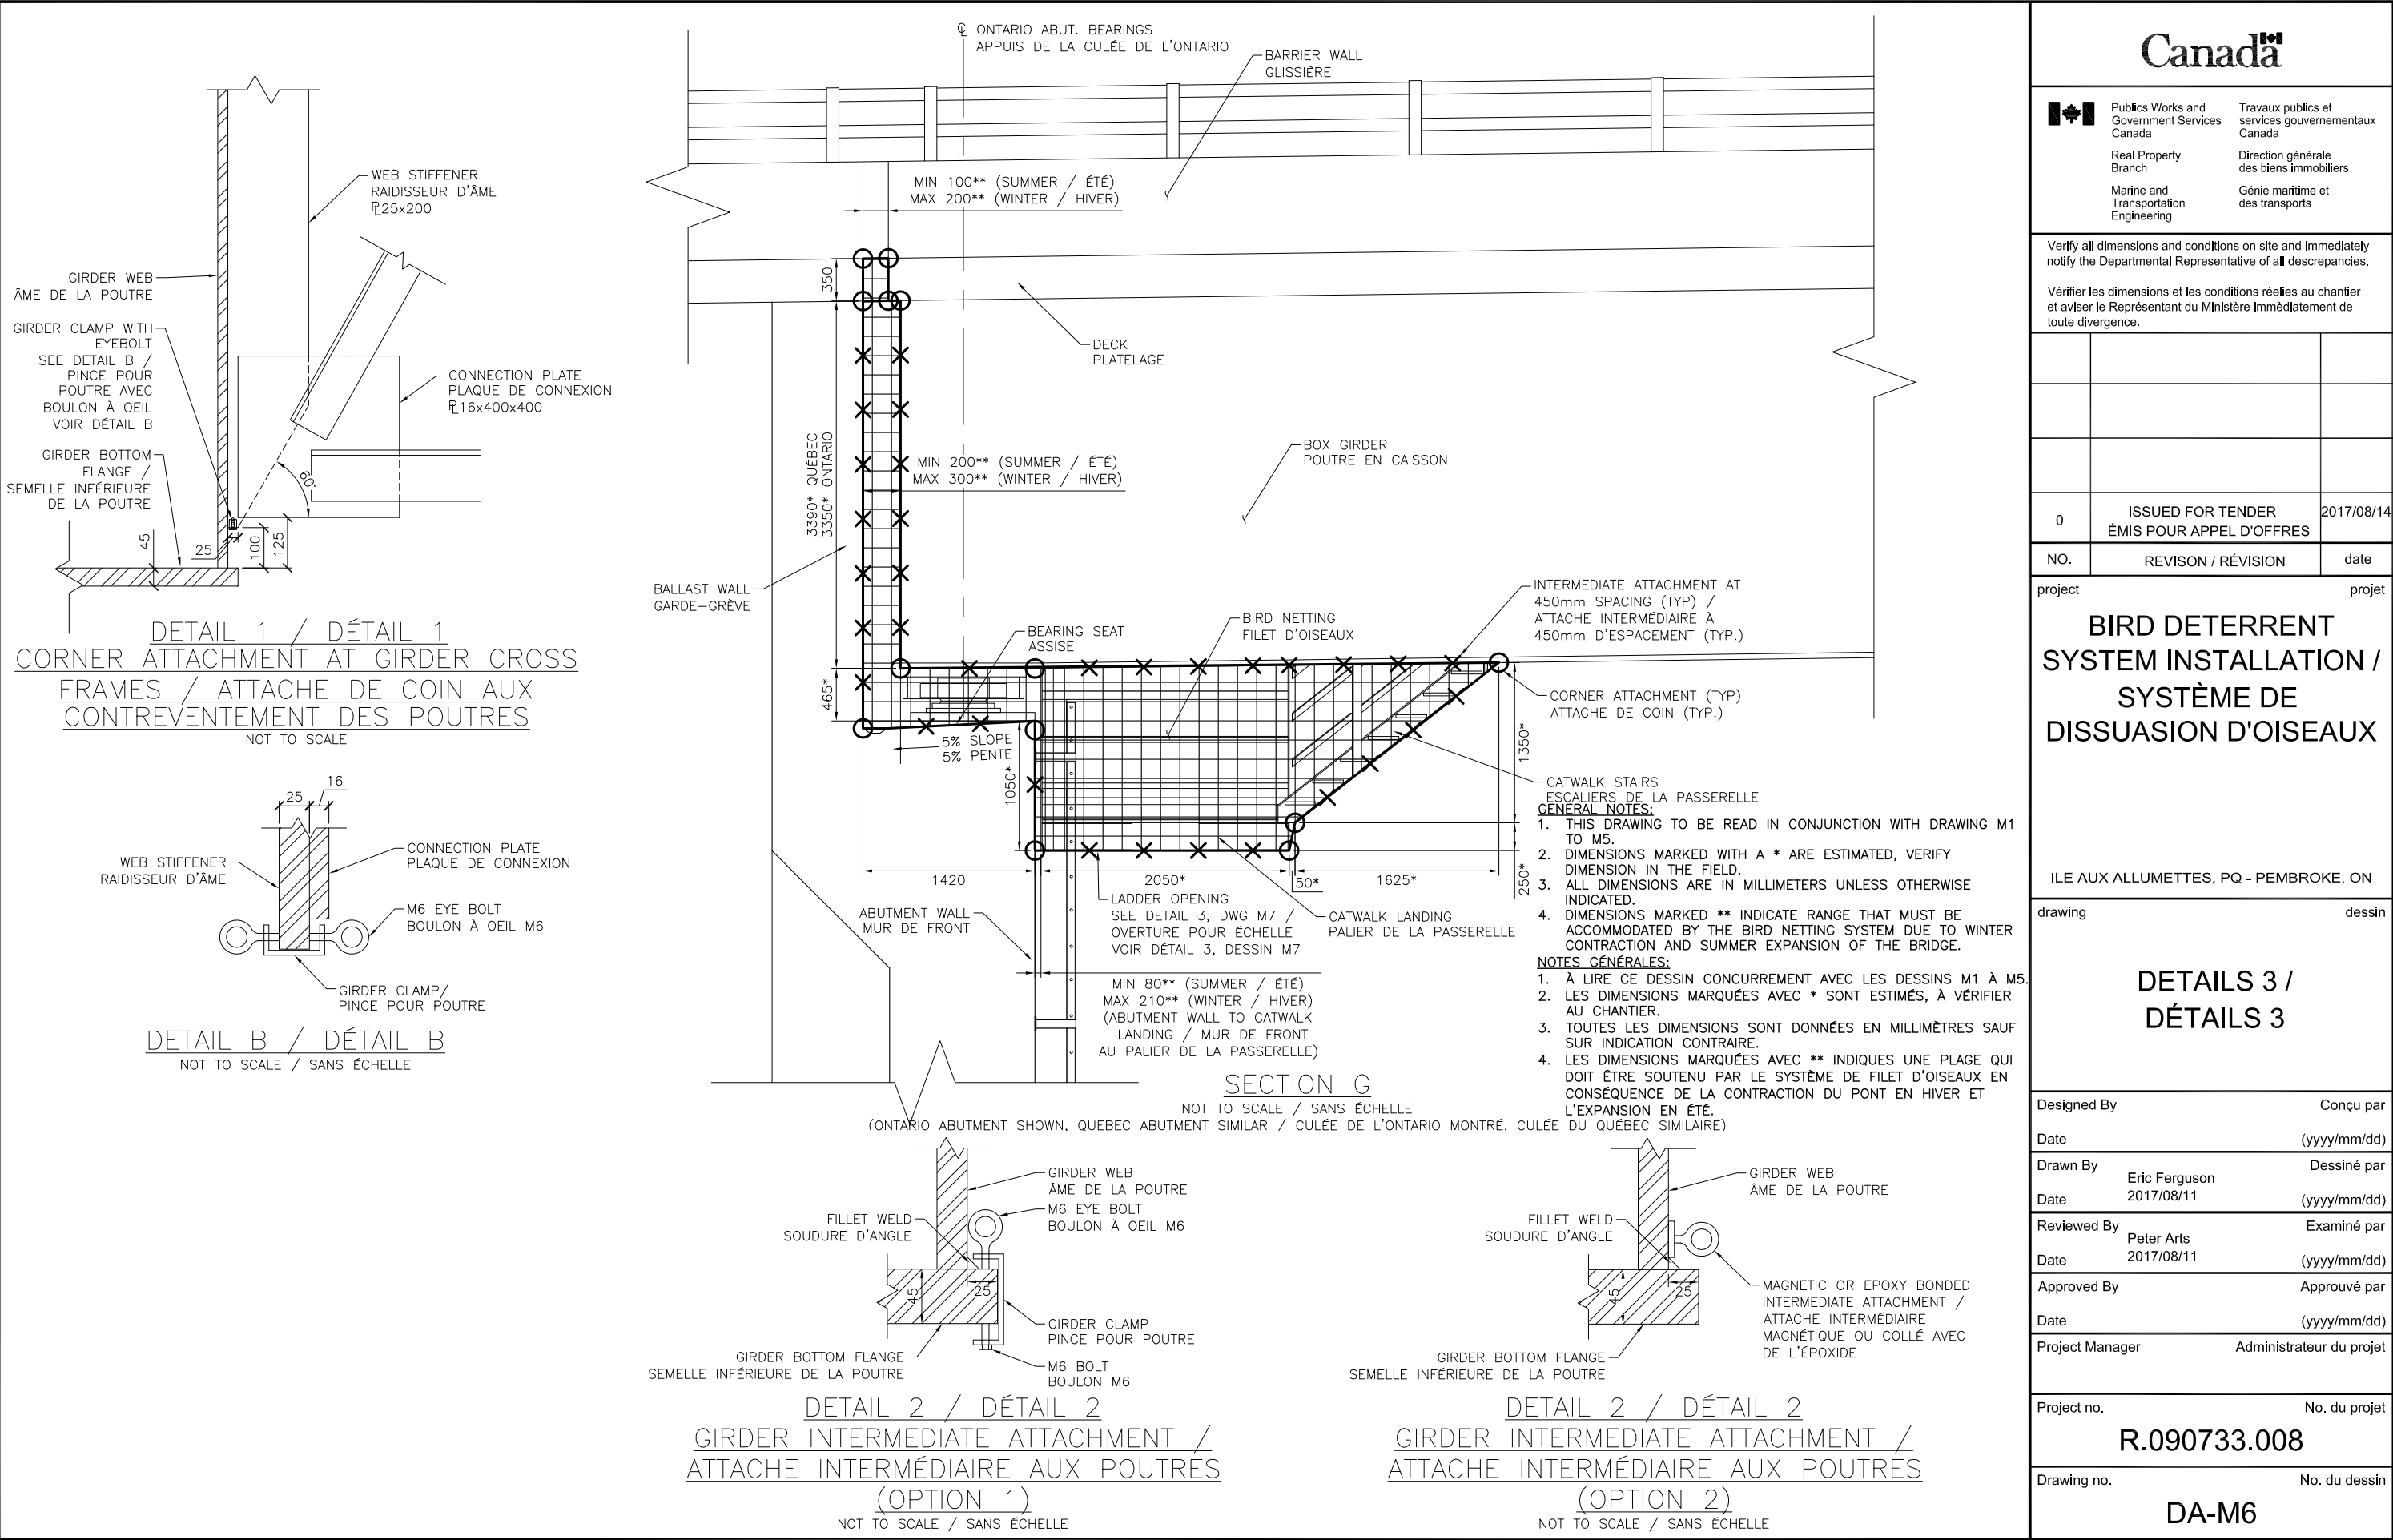 ℄ ONTARIO ABUT. BEARINGS
APPUIS DE LA CULÉE DE L'ONTARIO
BARRIER WALL
GLISSIÈRE
WEB STIFFENER
RAIDISSEUR D'ÂME
PL25x200
GIRDER WEB
ÂME DE LA POUTRE
GIRDER CLAMP WITH
EYEBOLT
SEE DETAIL B /
PINCE POUR
POUTRE AVEC
BOULON À OEIL
VOIR DÉTAIL B
CONNECTION PLATE
PLAQUE DE CONNEXION
PL16x400x400
GIRDER BOTTOM
FLANGE /
SEMELLE INFÉRIEURE
DE LA POUTRE
60°
45
25
100
125
DETAIL 1 / DÉTAIL 1
CORNER ATTACHMENT AT GIRDER CROSS
FRAMES / ATTACHE DE COIN AUX
CONTREVENTEMENT DES POUTRES
NOT TO SCALE
25
16
WEB STIFFENER
RAIDISSEUR D'ÂME
CONNECTION PLATE
PLAQUE DE CONNEXION
M6 EYE BOLT
BOULON À OEIL M6
GIRDER CLAMP/
PINCE POUR POUTRE
DETAIL B / DÉTAIL B
NOT TO SCALE / SANS ÉCHELLE
MIN 100** (SUMMER / ÉTÉ)
MAX 200** (WINTER / HIVER)
350
DECK
PLATELAGE
3390* QUÉBEC
3350* ONTARIO
MIN 200** (SUMMER / ÉTÉ)
MAX 300** (WINTER / HIVER)
BOX GIRDER
POUTRE EN CAISSON
BALLAST WALL
GARDE-GRÈVE
BEARING SEAT
ASSISE
BIRD NETTING
FILET D'OISEAUX
INTERMEDIATE ATTACHMENT AT
450mm SPACING (TYP) /
ATTACHE INTERMÉDIAIRE À
450mm D'ESPACEMENT (TYP.)
465*
CORNER ATTACHMENT (TYP)
ATTACHE DE COIN (TYP.)
5% SLOPE
5% PENTE
1050*
1350*
250*
CATWALK STAIRS
ESCALIERS DE LA PASSERELLE
1420
2050*
50*
1625*
ABUTMENT WALL
MUR DE FRONT
LADDER OPENING
SEE DETAIL 3, DWG M7 /
OVERTURE POUR ÉCHELLE
VOIR DÉTAIL 3, DESSIN M7
CATWALK LANDING
PALIER DE LA PASSERELLE
MIN 80** (SUMMER / ÉTÉ)
MAX 210** (WINTER / HIVER)
(ABUTMENT WALL TO CATWALK
LANDING / MUR DE FRONT
AU PALIER DE LA PASSERELLE)
SECTION G
NOT TO SCALE / SANS ÉCHELLE
(ONTARIO ABUTMENT SHOWN. QUEBEC ABUTMENT SIMILAR / CULÉE DE L'ONTARIO MONTRÉ. CULÉE DU QUÉBEC SIMILAIRE)
GENERAL NOTES:
1. THIS DRAWING TO BE READ IN CONJUNCTION WITH DRAWING M1
TO M5.
2. DIMENSIONS MARKED WITH A * ARE ESTIMATED, VERIFY
DIMENSION IN THE FIELD.
3. ALL DIMENSIONS ARE IN MILLIMETERS UNLESS OTHERWISE
INDICATED.
4. DIMENSIONS MARKED ** INDICATE RANGE THAT MUST BE
ACCOMMODATED BY THE BIRD NETTING SYSTEM DUE TO WINTER
CONTRACTION AND SUMMER EXPANSION OF THE BRIDGE.
NOTES GÉNÉRALES:
1. À LIRE CE DESSIN CONCURREMENT AVEC LES DESSINS M1 À M5.
2. LES DIMENSIONS MARQUÉES AVEC * SONT ESTIMÉS, À VÉRIFIER
AU CHANTIER.
3. TOUTES LES DIMENSIONS SONT DONNÉES EN MILLIMÈTRES SAUF
SUR INDICATION CONTRAIRE.
4. LES DIMENSIONS MARQUÉES AVEC ** INDIQUES UNE PLAGE QUI
DOIT ÊTRE SOUTENU PAR LE SYSTÈME DE FILET D'OISEAUX EN
CONSÉQUENCE DE LA CONTRACTION DU PONT EN HIVER ET
L'EXPANSION EN ÉTÉ.
GIRDER WEB
ÂME DE LA POUTRE
M6 EYE BOLT
BOULON À OEIL M6
FILLET WELD
SOUDURE D'ANGLE
45
25
GIRDER CLAMP
PINCE POUR POUTRE
GIRDER BOTTOM FLANGE
SEMELLE INFÉRIEURE DE LA POUTRE
M6 BOLT
BOULON M6
DETAIL 2 / DÉTAIL 2
GIRDER INTERMEDIATE ATTACHMENT /
ATTACHE INTERMÉDIAIRE AUX POUTRES
(OPTION 1)
NOT TO SCALE / SANS ÉCHELLE
GIRDER WEB
ÂME DE LA POUTRE
FILLET WELD
SOUDURE D'ANGLE
45
25
MAGNETIC OR EPOXY BONDED
INTERMEDIATE ATTACHMENT /
ATTACHE INTERMÉDIAIRE
MAGNÉTIQUE OU COLLÉ AVEC
DE L'ÉPOXIDE
GIRDER BOTTOM FLANGE
SEMELLE INFÉRIEURE DE LA POUTRE
DETAIL 2 / DÉTAIL 2
GIRDER INTERMEDIATE ATTACHMENT /
ATTACHE INTERMÉDIAIRE AUX POUTRES
(OPTION 2)
NOT TO SCALE / SANS ÉCHELLE
Canada
Publics Works and
Government Services
Canada
Travaux publics et
services gouvernementaux
Canada
Real Property
Branch
Direction générale
des biens immobiliers
Marine and
Transportation
Engineering
Génie maritime et
des transports
Verify all dimensions and conditions on site and immediately
notify the Departmental Representative of all descrepancies.
Vérifier les dimensions et les conditions réelies au chantier
et aviser le Représentant du Ministère immèdiatement de
toute divergence.
0 ISSUED FOR TENDER 2017/08/14
ÉMIS POUR APPEL D'OFFRES
NO. REVISON / RÉVISION date
project projet
BIRD DETERRENT
SYSTEM INSTALLATION /
SYSTÈME DE
DISSUASION D'OISEAUX
ILE AUX ALLUMETTES, PQ - PEMBROKE, ON
drawing dessin
DETAILS 3 /
DÉTAILS 3
Designed By Conçu par
Date (yyyy/mm/dd)
Drawn By Eric Ferguson Dessiné par
Date 2017/08/11 (yyyy/mm/dd)
Reviewed By Peter Arts Examiné par
Date 2017/08/11 (yyyy/mm/dd)
Approved By Approuvé par
Date (yyyy/mm/dd)
Project Manager Administrateur du projet
Project no. No. du projet
R.090733.008
Drawing no. No. du dessin
DA-M6